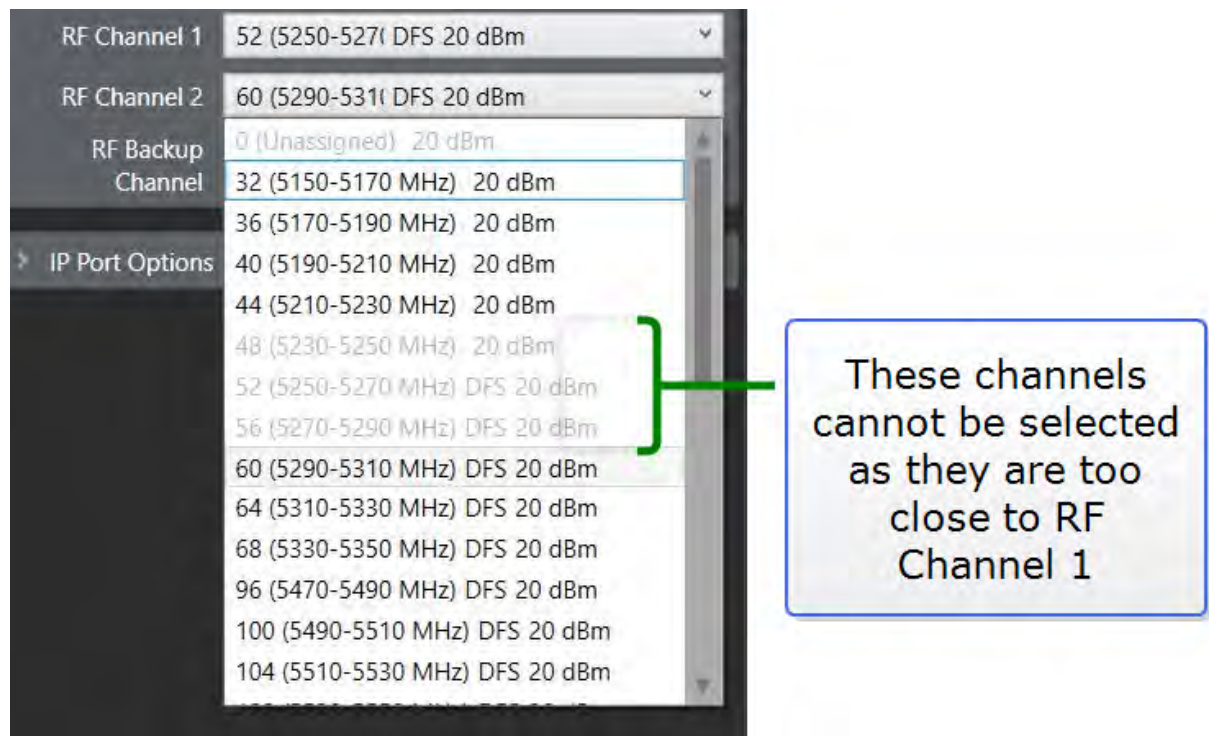 RF Channel 1
52 (5250-527( DFS 20 dBm
RF Channel 2
60 (5290-531( DFS 20 dBm
RF Backup
Channel
0 (Unassigned) 20 dBm
32 (5150-5170 MHz) 20 dBm
36 (5170-5190 MHz) 20 dBm
40 (5190-5210 MHz) 20 dBm
IP Port Options
44 (5210-5230 MHz) 20 dBm
48 (5230-5250 MHz) 20 dBm
52 (5250-5270 MHz) DFS 20 dBm
56 (5270-5290 MHz) DFS 20 dBm
60 (5290-5310 MHz) DFS 20 dBm
64 (5310-5330 MHz) DFS 20 dBm
68 (5330-5350 MHz) DFS 20 dBm
96 (5470-5490 MHz) DFS 20 dBm
100 (5490-5510 MHz) DFS 20 dBm
104 (5510-5530 MHz) DFS 20 dBm
These channels
cannot be selected
as they are too
close to RF
Channel 1